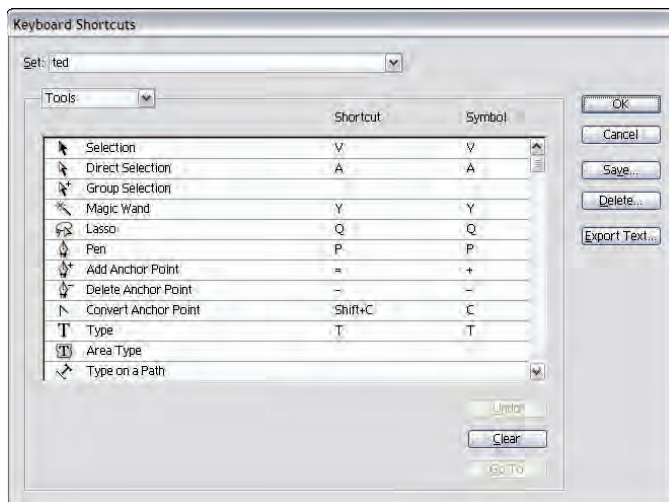 Keyboard Shortcuts
Set: ted
Tools
Shortcut Symbol
Selection V V
Direct Selection A A
Group Selection
Magic Wand Y Y
Lasso Q Q
Pen P P
Add Anchor Point = +
Delete Anchor Point - -
Convert Anchor Point Shift+C C
T Type T T
T Area Type
Type on a Path
OK
Cancel
Save...
Delete...
Export Text...
Undo
Clear
Go To